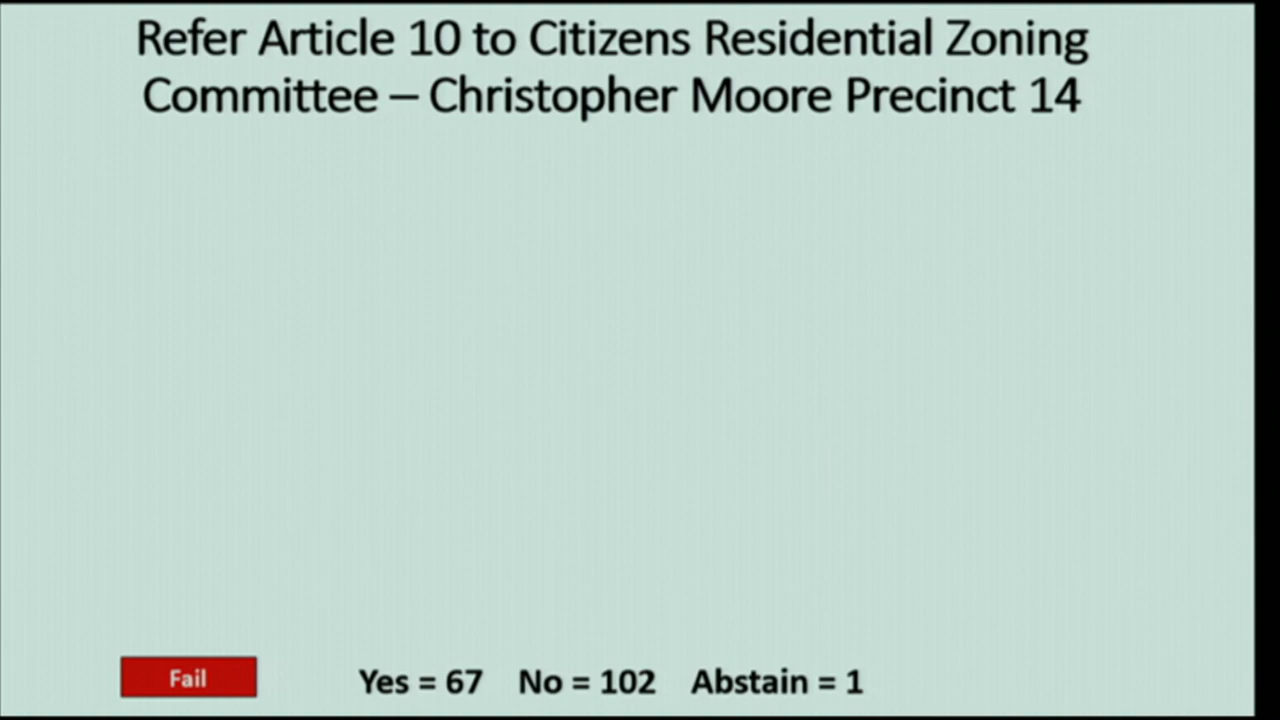 Refer Article 10 to Citizens Residential Zoning
Committee – Christopher Moore Precinct 14
Fail
Yes = 67 No = 102 Abstain = 1